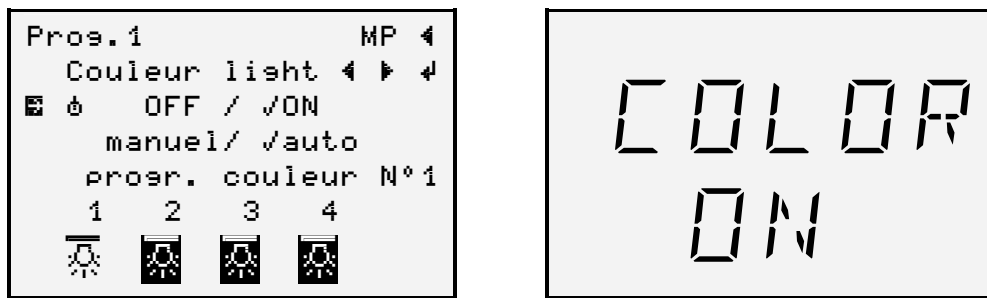 Prog.1 MP
Couleur light
OFF / √ON
manuel/ √auto
progr. couleur N°1
1 2 3 4
COLOR
ON